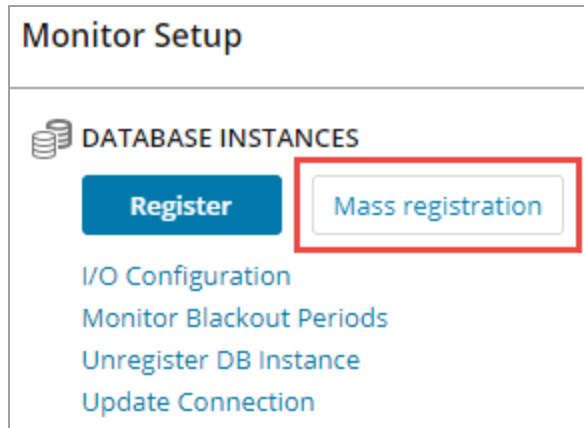 Monitor Setup
DATABASE INSTANCES
Register Mass registration
I/O Configuration
Monitor Blackout Periods
Unregister DB Instance
Update Connection